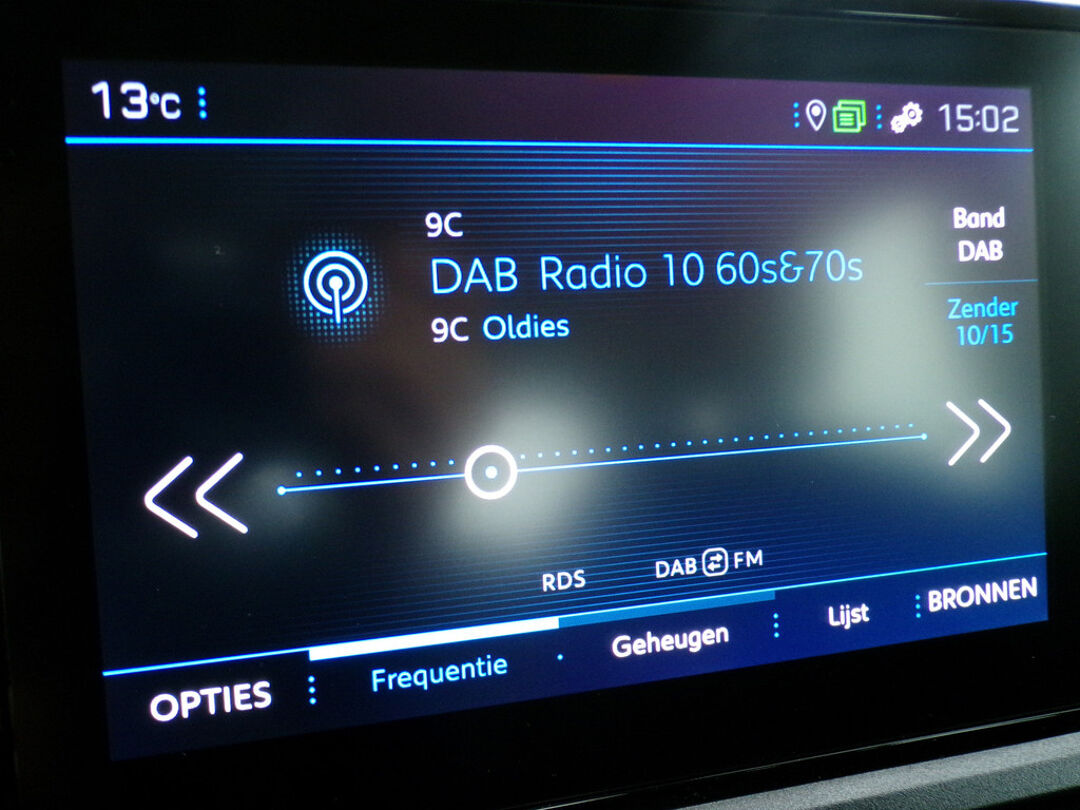 13°C
15:02
9C
DAB Radio 10 60s&70s
9C Oldies
Band
DAB
Zender
10/15
RDS
DAB FM
OPTIES
Frequentie
Geheugen
Lijst
BRONNEN